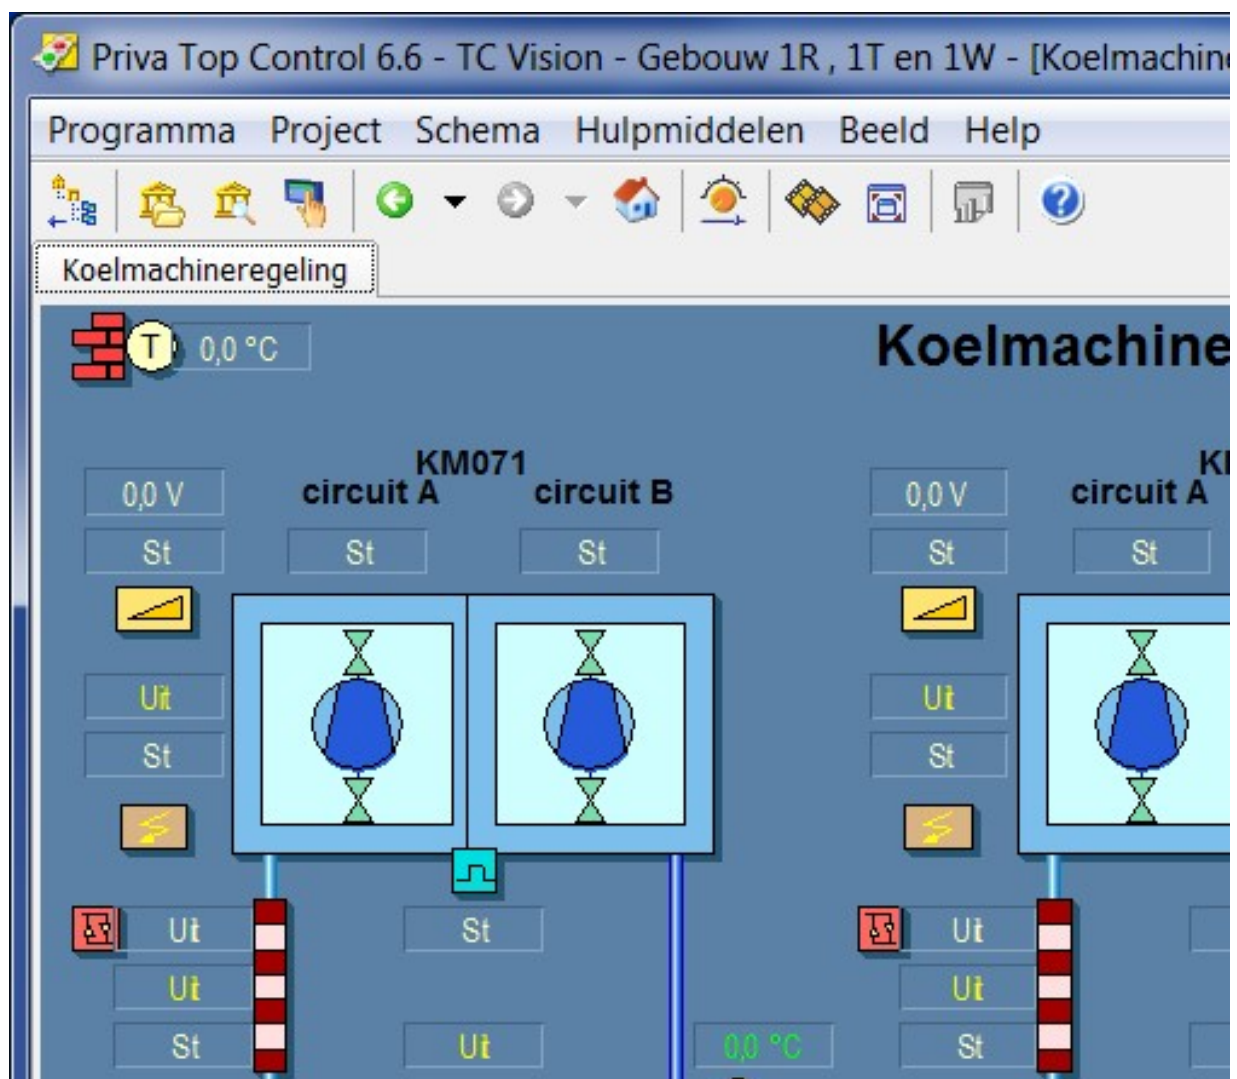 Priva Top Control 6.6 - TC Vision - Gebouw 1R , 1T en 1W - [Koelmachine
Programma Project Schema Hulpmiddelen Beeld Help
Koelmachineregeling
T 0,0 °C
Koelmachine
KM071
0,0 V circuit A circuit B 0,0 V circuit A
St St St St St
Uit Uit
St St
Uit St Uit
Uit Uit
St Uit 0,0 °C St